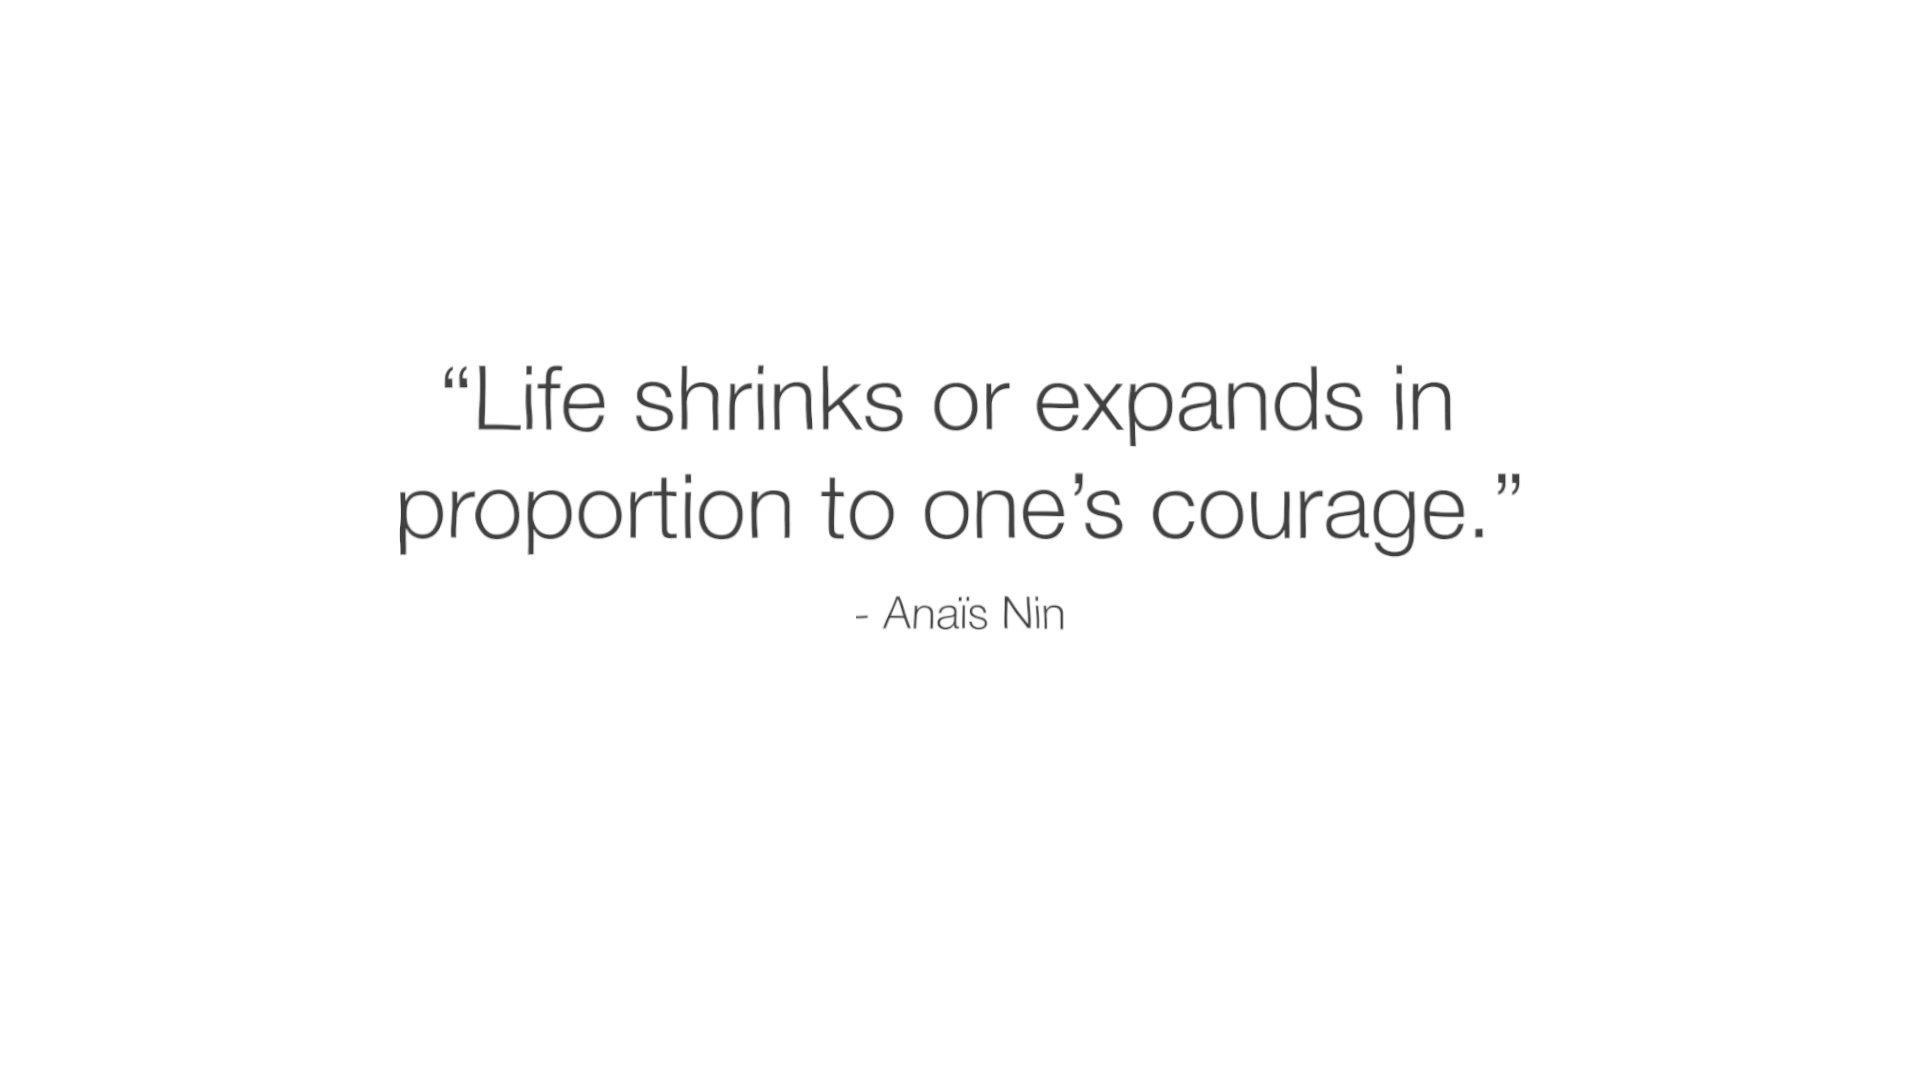 “Life shrinks or expands in
proportion to one’s courage.”
- Anaïs Nin